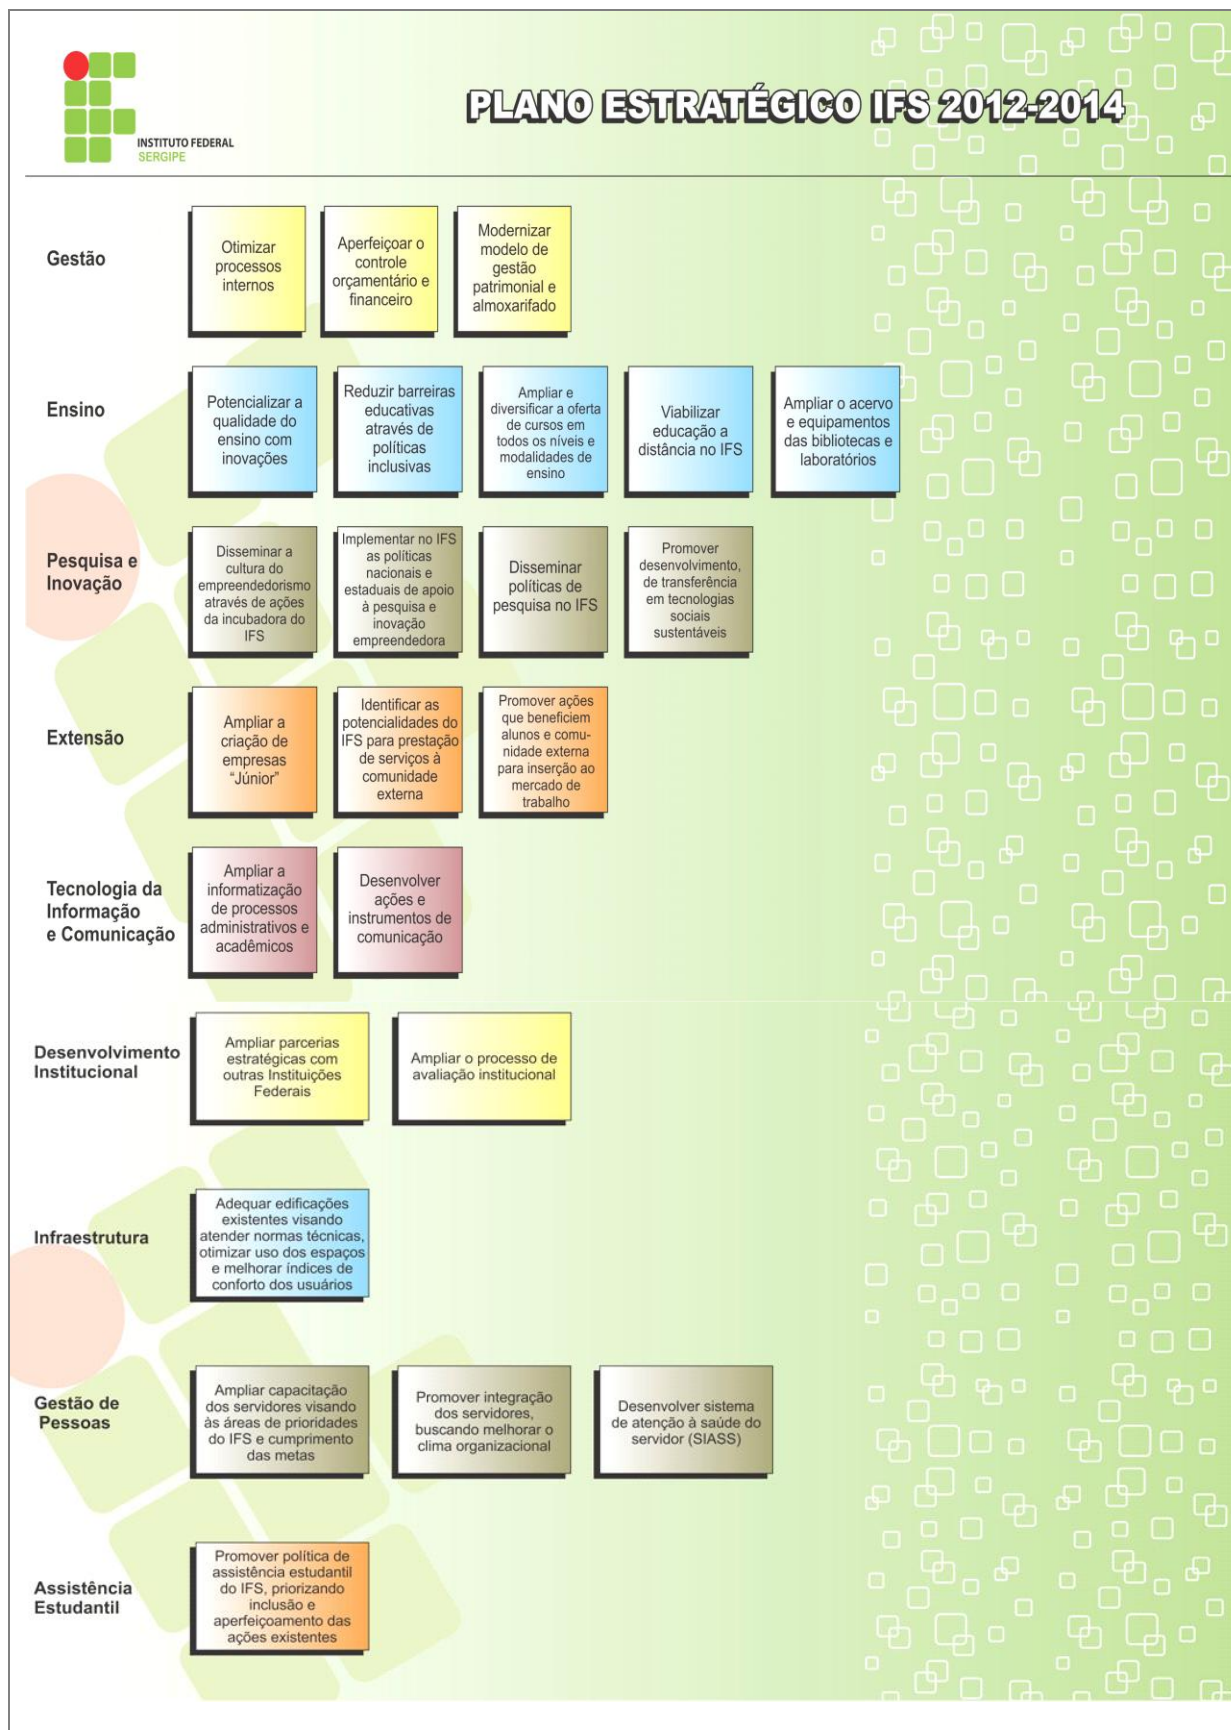 INSTITUTO FEDERAL
SERGIPE
PLANO ESTRATÉGICO IFS 2012-2014
Gestão
Otimizar
processos
internos
Aperfeiçoar o
controle
orçamentário e
financeiro
Modernizar
modelo de
gestão
patrimonial e
almoxarifado
Ensino
Potencializar a
qualidade do
ensino com
inovações
Reduzir barreiras
educativas
através de
políticas
inclusivas
Ampliar e
diversificar a oferta
de cursos em
todos os níveis e
modalidades de
ensino
Viabilizar
educação a
distância no IFS
Ampliar o acervo
e equipamentos
das bibliotecas e
laboratórios
Pesquisa e
Inovação
Disseminar a
cultura do
empreendedorismo
através de ações
da incubadora do
IFS
Implementar no IFS
as políticas
nacionais e
estaduais de apoio
à pesquisa e
inovação
empreendedora
Disseminar
políticas de
pesquisa no IFS
Promover
desenvolvimento,
de transferência
em tecnologias
sociais
sustentáveis
Extensão
Ampliar a
criação de
empresas
“Júnior”
Identificar as
potencialidades do
IFS para prestação
de serviços à
comunidade
externa
Promover ações
que beneficiem
alunos e comu-
nidade externa
para inserção ao
mercado de
trabalho
Tecnologia da
Informação
e Comunicação
Ampliar a
informatização
de processos
administrativos e
acadêmicos
Desenvolver
ações e
instrumentos de
comunicação
Desenvolvimento
Institucional
Ampliar parcerias
estratégicas com
outras Instituições
Federais
Ampliar o processo de
avaliação institucional
Infraestrutura
Adequar edificações
existentes visando
atender normas técnicas,
otimizar uso dos espaços
e melhorar índices de
conforto dos usuários
Gestão de
Pessoas
Ampliar capacitação
dos servidores visando
às áreas de prioridades
do IFS e cumprimento
das metas
Promover integração
dos servidores,
buscando melhorar o
clima organizacional
Desenvolver sistema
de atenção à saúde do
servidor (SIASS)
Assistência
Estudantil
Promover política de
assistência estudantil
do IFS, priorizando
inclusão e
aperfeiçoamento das
ações existentes